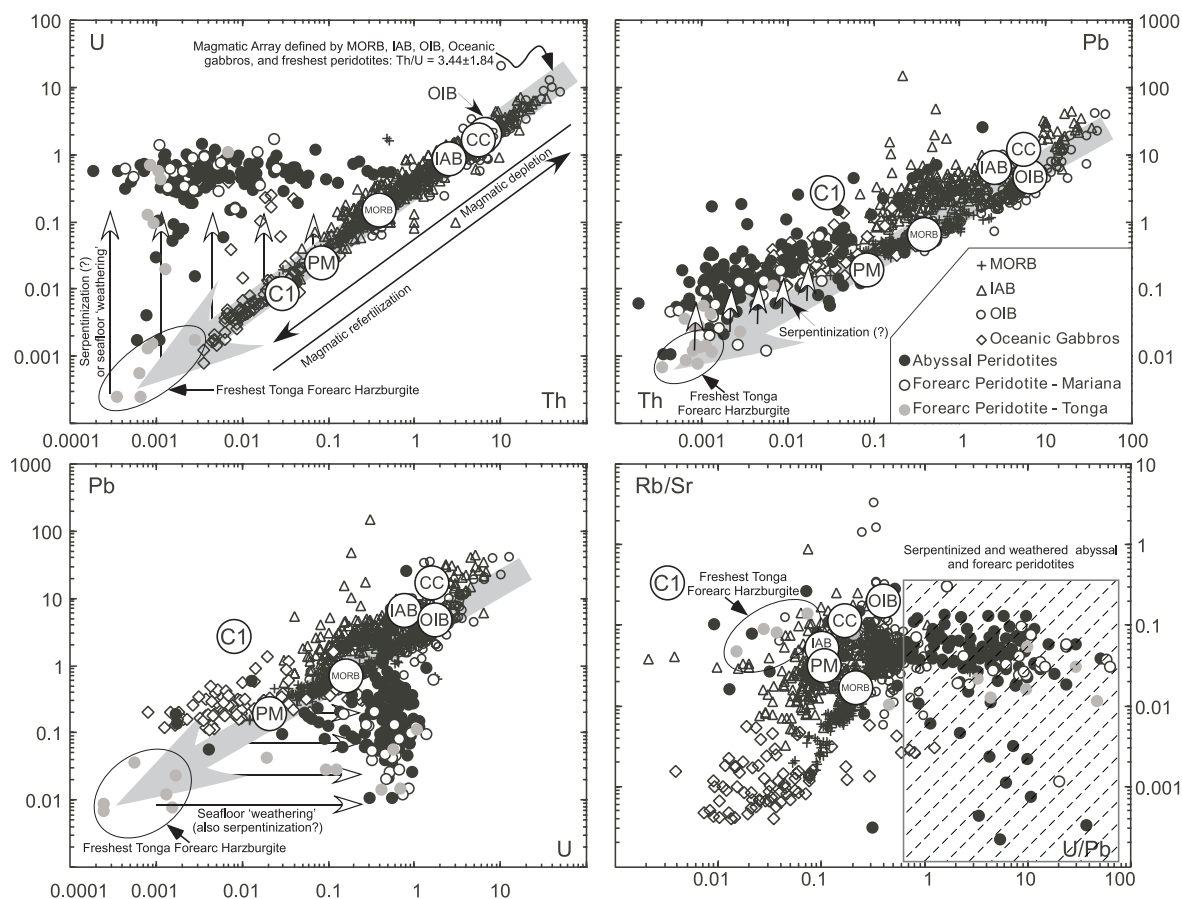 U
Magmatic Array defined by MORB, IAB, OIB, Oceanic
gabbros, and freshest peridotites: Th/U = 3.44±1.84
10
OIB
CC
1
IAB
0.1
MORB
Magmatic depletion
PM
0.01
C1
Magmatic refertilizatiion
Serpentinization (?)
or seafloor 'weathering'
0.001
Freshest Tonga Forearc Harzburgite
Th
0.0001 0.001 0.01 0.1 1 10
1000
Pb
100
10
CC
IAB
OIB
C1
1
MORB
PM
0.1
Serpentinization (?)
0.01
Th
Freshest Tonga
Forearc Harzburgite
MORB
IAB
OIB
Oceanic Gabbros
Abyssal Peridotites
Forearc Peridotite - Mariana
Forearc Peridotite - Tonga
0.001 0.01 0.1 1 10 100
1000
Pb
100
10
CC
IAB
OIB
C1
1
MORB
PM
0.1
0.01
Seafloor 'weathering'
(also serpentinization?)
Freshest Tonga Forearc Harzburgite
U
0.0001 0.001 0.01 0.1 1 10 100
10
Rb/Sr
1
Serpentinized and weathered abyssal
and forearc peridotites
C1
Freshest Tonga
Forearc Harzburgite
OIB
CC
0.1
IAB
PM
MORB
0.01
0.001
U/Pb
0.01 0.1 1 10 100